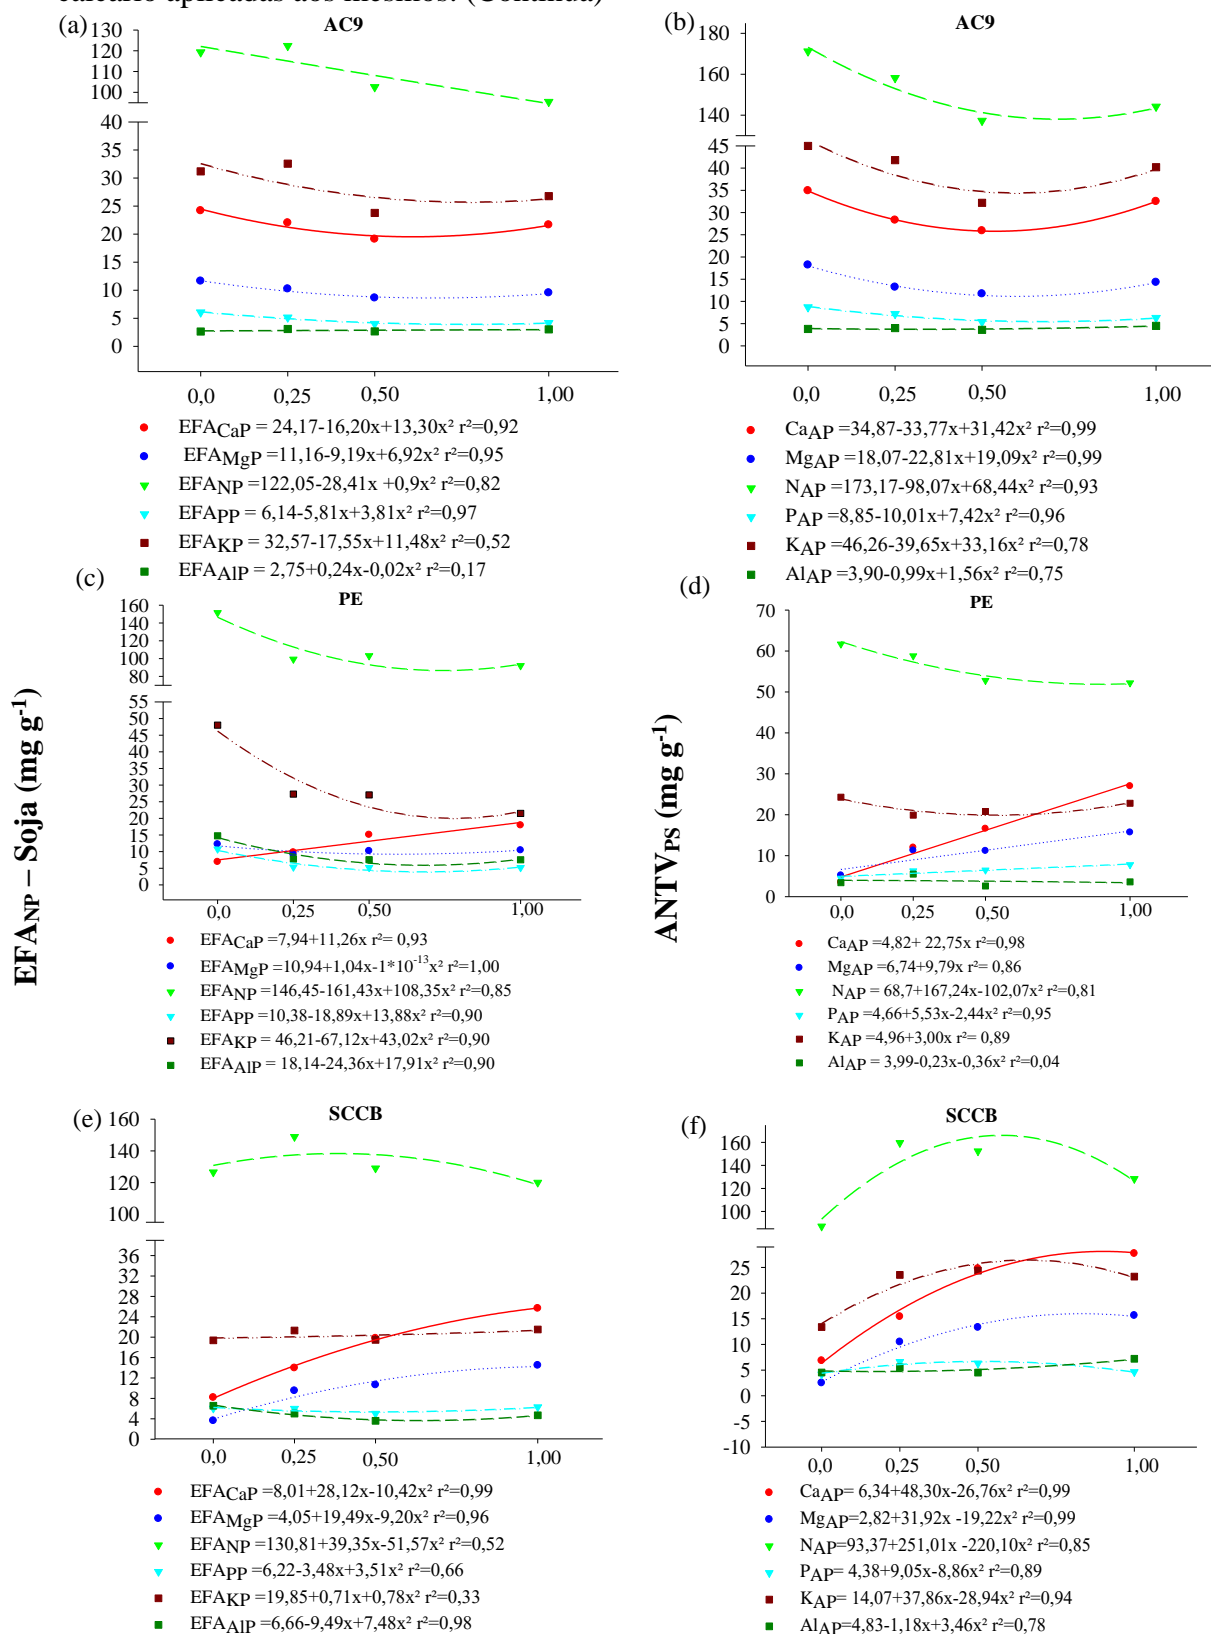 calcário aplicadas aos mesmos. (Continua)
(a)
AC9
130
120
110
100
40
35
30
25
20
15
10
5
0
0,0 0,25 0,50 1,00
EFACaP = 24,17-16,20x+13,30x² r²=0,92
EFAMgP =11,16-9,19x+6,92x² r²=0,95
EFANP =122,05-28,41x +0,9x² r²=0,82
EFAPP = 6,14-5,81x+3,81x² r²=0,97
EFAKP = 32,57-17,55x+11,48x² r²=0,52
EFAAlP = 2,75+0,24x-0,02x² r²=0,17
(b)
AC9
180
160
140
45
40
35
30
25
20
15
10
5
0
0,0 0,25 0,50 1,00
CaAP =34,87-33,77x+31,42x² r²=0,99
MgAP =18,07-22,81x+19,09x² r²=0,99
NAP =173,17-98,07x+68,44x² r²=0,93
PAP =8,85-10,01x+7,42x² r²=0,96
KAP =46,26-39,65x+33,16x² r²=0,78
AlAP =3,90-0,99x+1,56x² r²=0,75
EFANP – Soja (mg g-1)
(c)
PE
160
140
120
100
80
55
50
45
40
35
30
25
20
15
10
5
0
0,0 0,25 0,50 1,00
EFACaP =7,94+11,26x r²= 0,93
EFAMgP =10,94+1,04x-1*10-13x² r²=1,00
EFANP =146,45-161,43x+108,35x² r²=0,85
EFAPP =10,38-18,89x+13,88x² r²=0,90
EFAKP = 46,21-67,12x+43,02x² r²=0,90
EFAAlP = 18,14-24,36x+17,91x² r²=0,90
ANTVPS (mg g-1)
(d)
PE
70
60
50
40
30
20
10
0
0,0 0,25 0,50 1,00
CaAP =4,82+ 22,75x r²=0,98
MgAP =6,74+9,79x r²= 0,86
NAP = 68,7+167,24x-102,07x² r²=0,81
PAP =4,66+5,53x-2,44x² r²=0,95
KAP =4,96+3,00x r²= 0,89
AlAP = 3,99-0,23x-0,36x² r²=0,04
(e)
SCCB
160
140
120
100
36
32
28
24
20
16
12
8
4
0
0,0 0,25 0,50 1,00
EFACaP =8,01+28,12x-10,42x² r²=0,99
EFAMgP =4,05+19,49x-9,20x² r²=0,96
EFANP =130,81+39,35x-51,57x² r²=0,52
EFAPP =6,22-3,48x+3,51x² r²=0,66
EFAKP =19,85+0,71x+0,78x² r²=0,33
EFAAlP =6,66-9,49x+7,48x² r²=0,98
(f)
SCCB
160
140
120
100
25
20
15
10
5
0
-5
-10
0,0 0,25 0,50 1,00
CaAP= 6,34+48,30x-26,76x² r²=0,99
MgAP=2,82+31,92x -19,22x² r²=0,99
NAP=93,37+251,01x -220,10x² r²=0,85
PAP= 4,38+9,05x-8,86x² r²=0,89
KAP= 14,07+37,86x-28,94x² r²=0,94
AlAP=4,83-1,18x+3,46x² r²=0,78